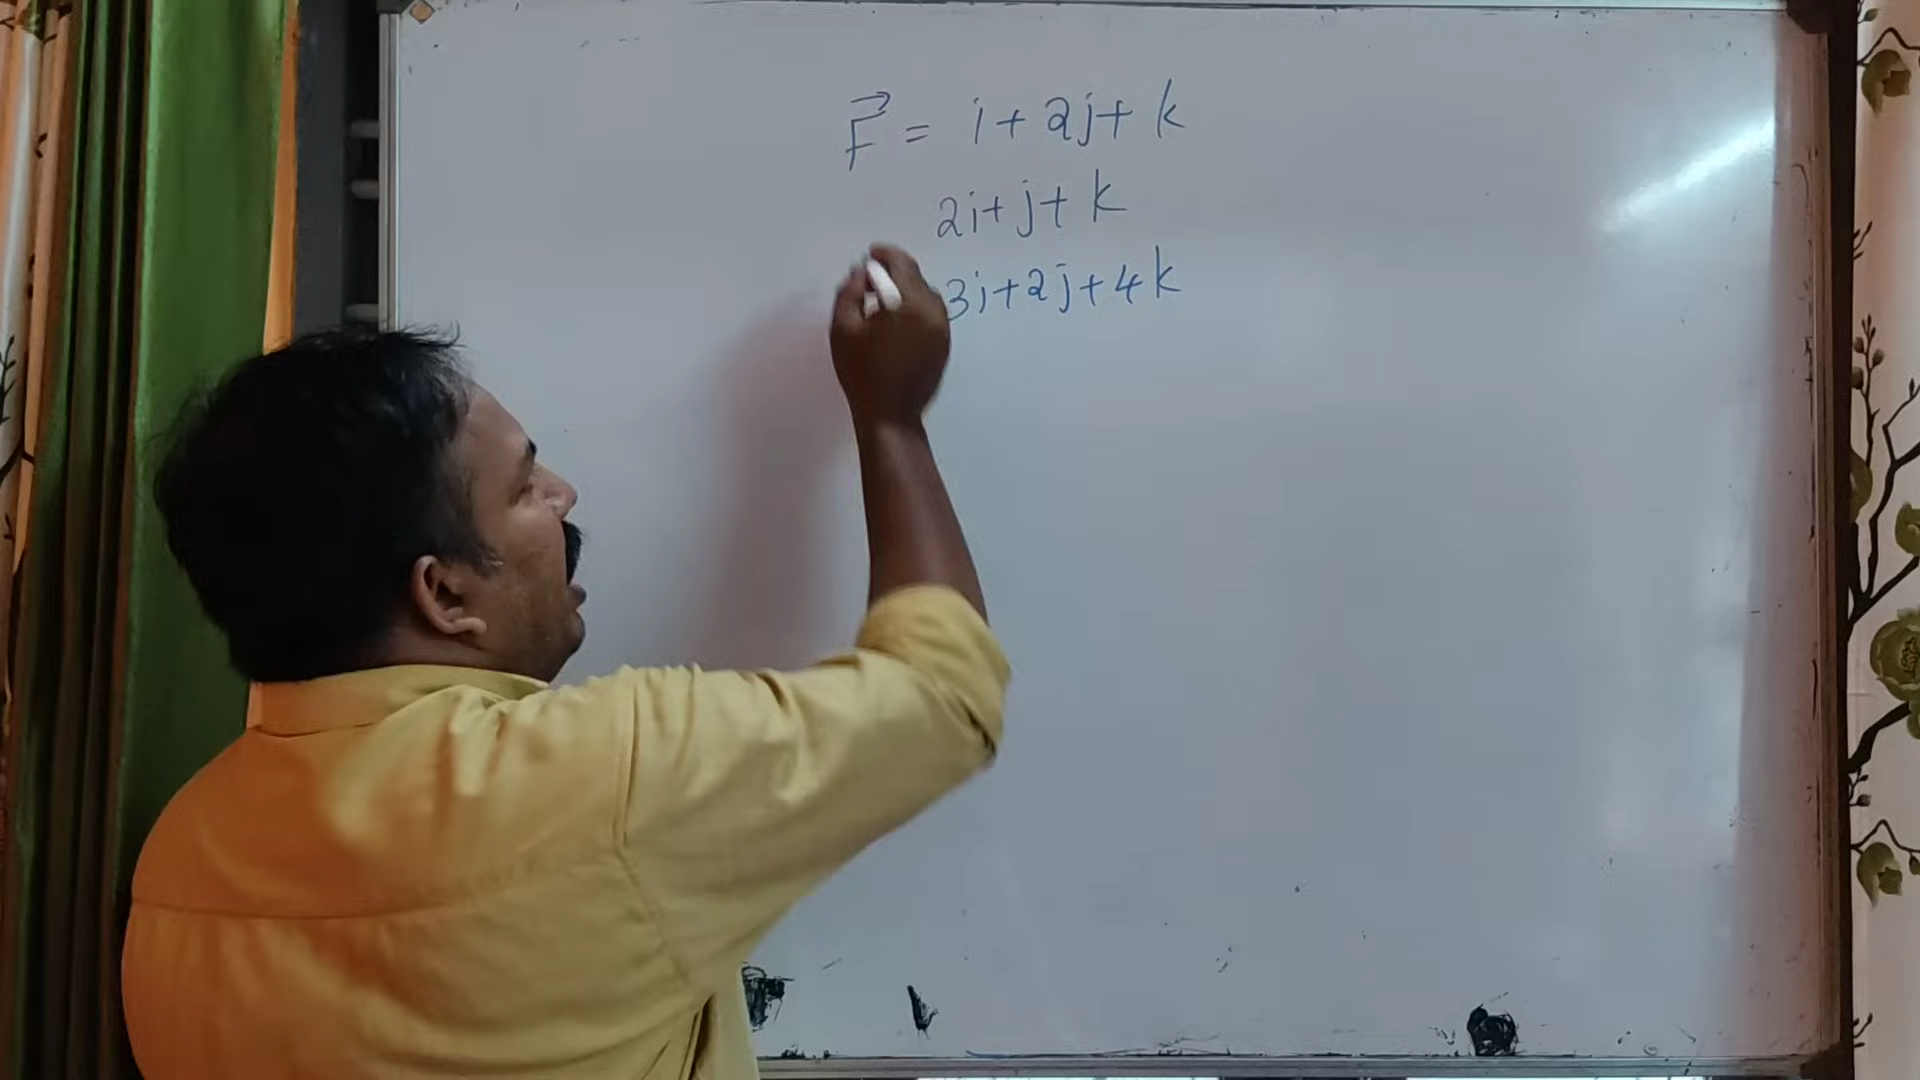 F⃗ = i + 2j + k
2i + j + k
3i + 2j + 4k